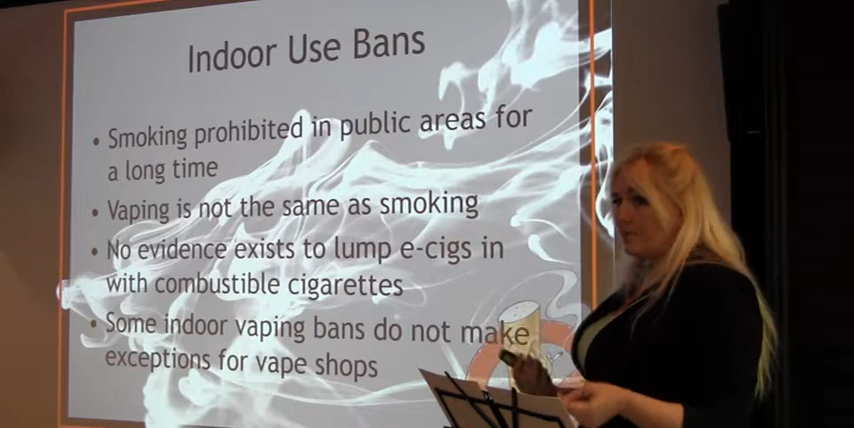 Indoor Use Bans
• Smoking prohibited in public areas for
a long time
• Vaping is not the same as smoking
• No evidence exists to lump e-cigs in
with combustible cigarettes
• Some indoor vaping bans do not make
exceptions for vape shops